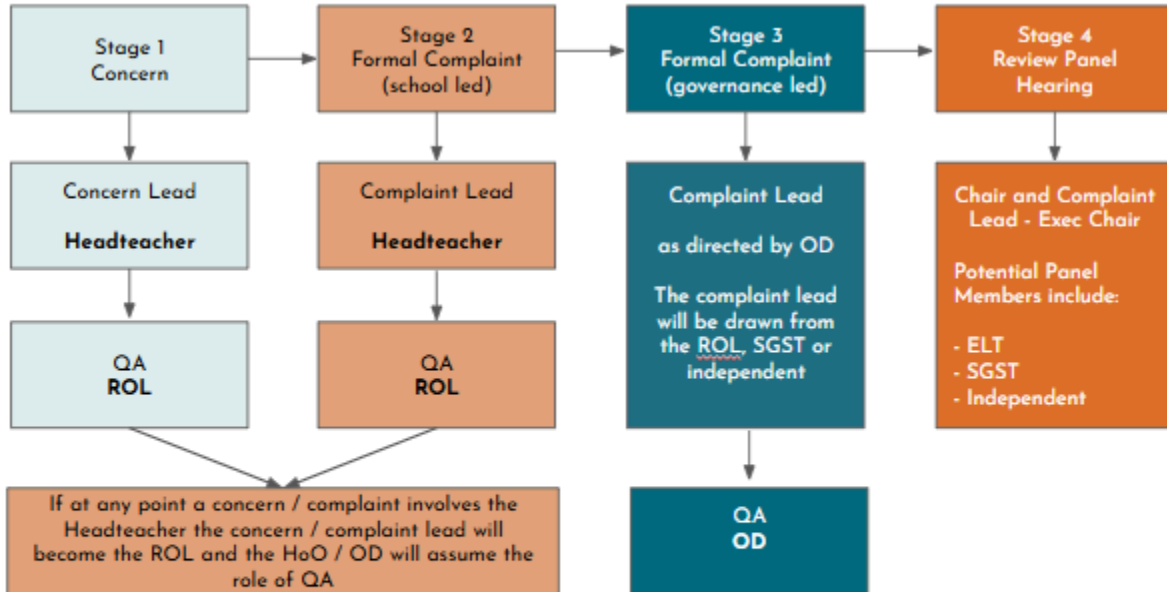 Stage 1
Concern
Stage 2
Formal Complaint
(school led)
Stage 3
Formal Complaint
(governance led)
Stage 4
Review Panel
Hearing
Concern Lead
Headteacher
Complaint Lead
Headteacher
Complaint Lead
as directed by OD
The complaint lead
will be drawn from
the ROL, SGST or
independent
Chair and Complaint
Lead - Exec Chair
Potential Panel
Members include:
- ELT
- SGST
- Independent
QA
ROL
QA
ROL
If at any point a concern / complaint involves the
Headteacher the concern / complaint lead will
become the ROL and the HoO / OD will assume the
role of QA
QA
OD